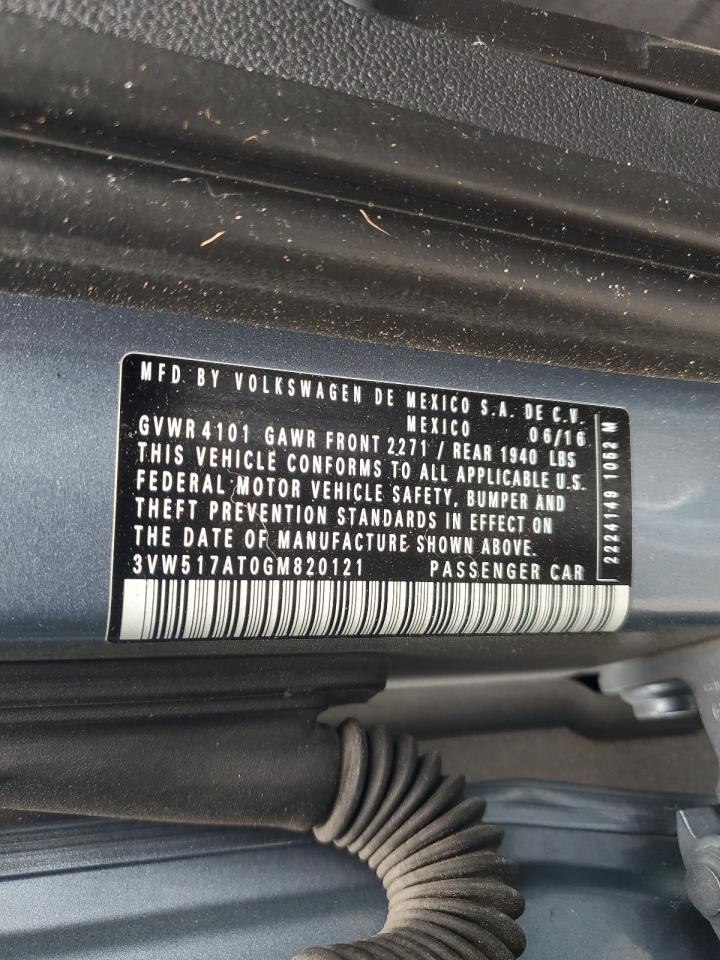 MFD. BY VOLKSWAGEN DE MEXICO S.A. DE C.V.
MEXICO 06/16
GVWR 4101 GAWR FRONT 2271 / REAR 1940 LBS
THIS VEHICLE CONFORMS TO ALL APPLICABLE U.S.
FEDERAL MOTOR VEHICLE SAFETY, BUMPER AND
THEFT PREVENTION STANDARDS IN EFFECT ON
THE DATE OF MANUFACTURE SHOWN ABOVE.
3VW517AT0GM820121 PASSENGER CAR
2224149 1062 M